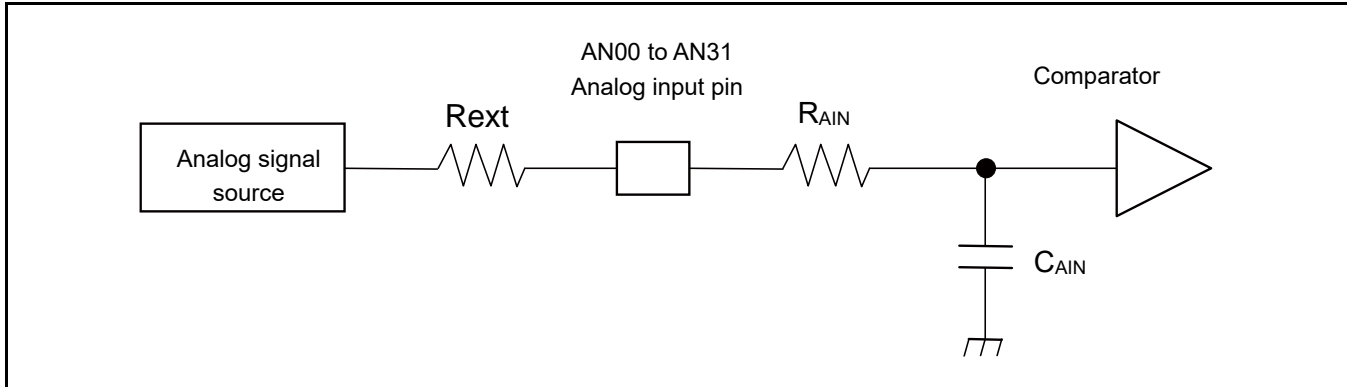 AN00 to AN31
Analog input pin
Comparator
Rext
RAIN
Analog signal
source
CAIN